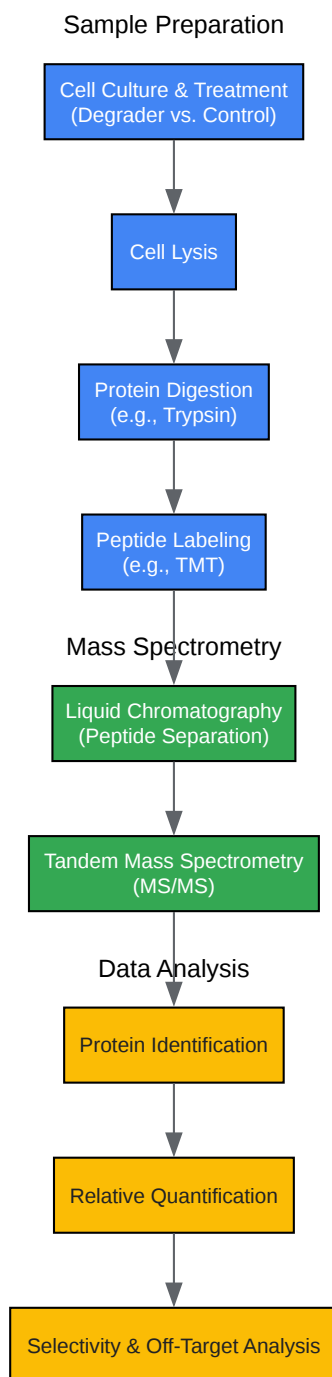 Sample Preparation
Cell Culture & Treatment
(Degrader vs. Control)
Cell Lysis
Protein Digestion
(e.g., Trypsin)
Peptide Labeling
(e.g., TMT)
Mass Spectrometry
Liquid Chromatography
(Peptide Separation)
Tandem Mass Spectrometry
(MS/MS)
Data Analysis
Protein Identification
Relative Quantification
Selectivity & Off-Target Analysis